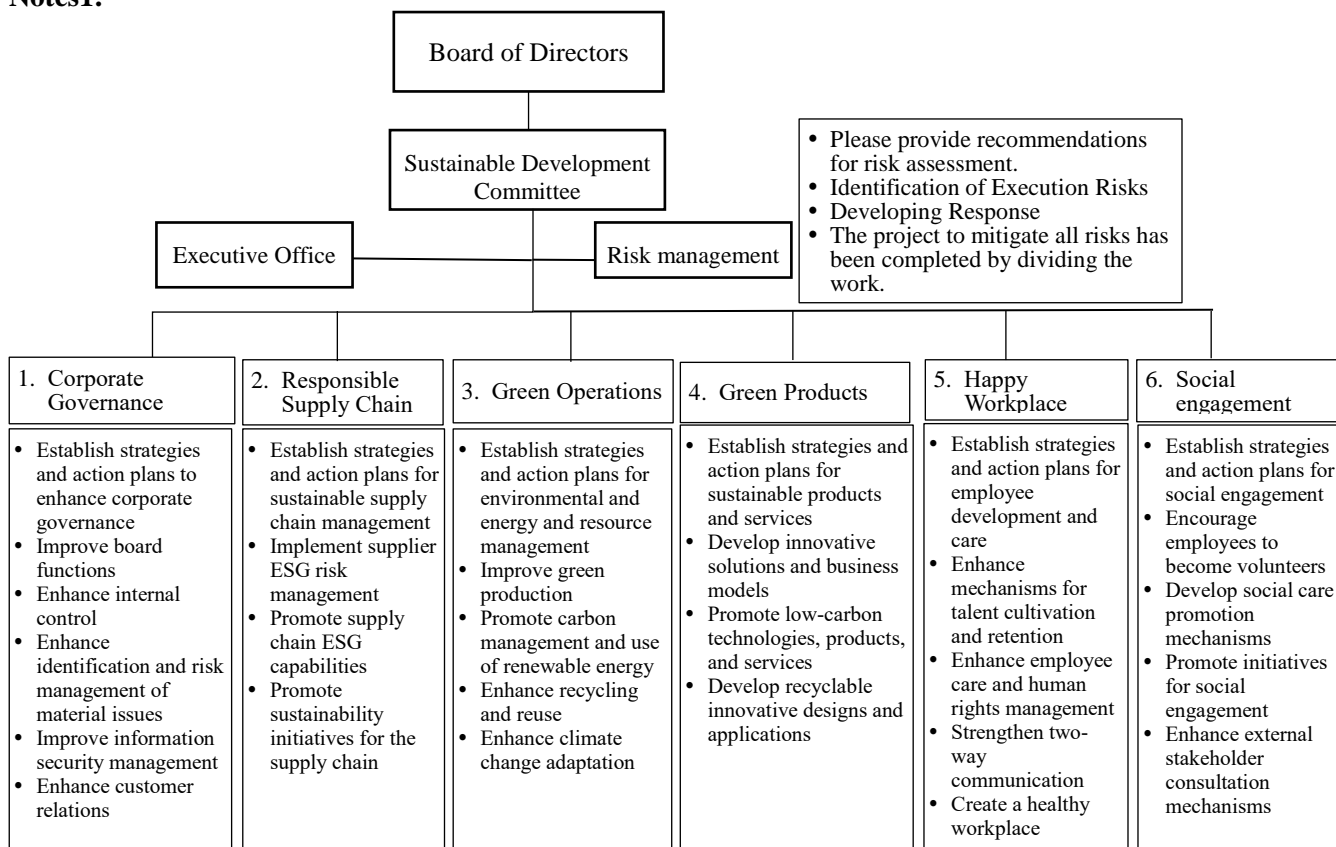 Notes1:
Board of Directors
Sustainable Development
Committee
• Please provide recommendations
for risk assessment.
• Identification of Execution Risks
• Developing Response
• The project to mitigate all risks has
been completed by dividing the
work.
Executive Office
Risk management
1. Corporate
Governance
• Establish strategies
and action plans to
enhance corporate
governance
• Improve board
functions
• Enhance internal
control
• Enhance
identification and risk
management of
material issues
• Improve information
security management
• Enhance customer
relations
2. Responsible
Supply Chain
• Establish strategies
and action plans for
sustainable supply
chain management
• Implement supplier
ESG risk
management
• Promote supply
chain ESG
capabilities
• Promote
sustainability
initiatives for the
supply chain
3. Green Operations
• Establish strategies
and action plans for
environmental and
energy and resource
management
• Improve green
production
• Promote carbon
management and use
of renewable energy
• Enhance recycling
and reuse
• Enhance climate
change adaptation
4. Green Products
• Establish strategies and
action plans for
sustainable products
and services
• Develop innovative
solutions and business
models
• Promote low-carbon
technologies, products,
and services
• Develop recyclable
innovative designs and
applications
5. Happy
Workplace
• Establish strategies
and action plans for
employee
development and
care
• Enhance
mechanisms for
talent cultivation
and retention
• Enhance employee
care and human
rights management
• Strengthen two-
way
communication
• Create a healthy
workplace
6. Social
engagement
• Establish strategies
and action plans for
social engagement
• Encourage
employees to
become volunteers
• Develop social care
promotion
mechanisms
• Promote initiatives
for social
engagement
• Enhance external
stakeholder
consultation
mechanisms